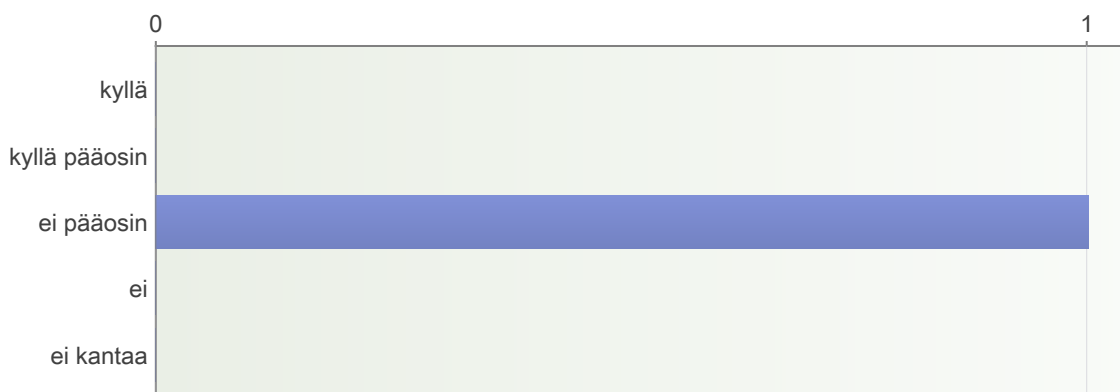 0 1
kyllä
kyllä pääosin
ei pääosin
ei
ei kantaa